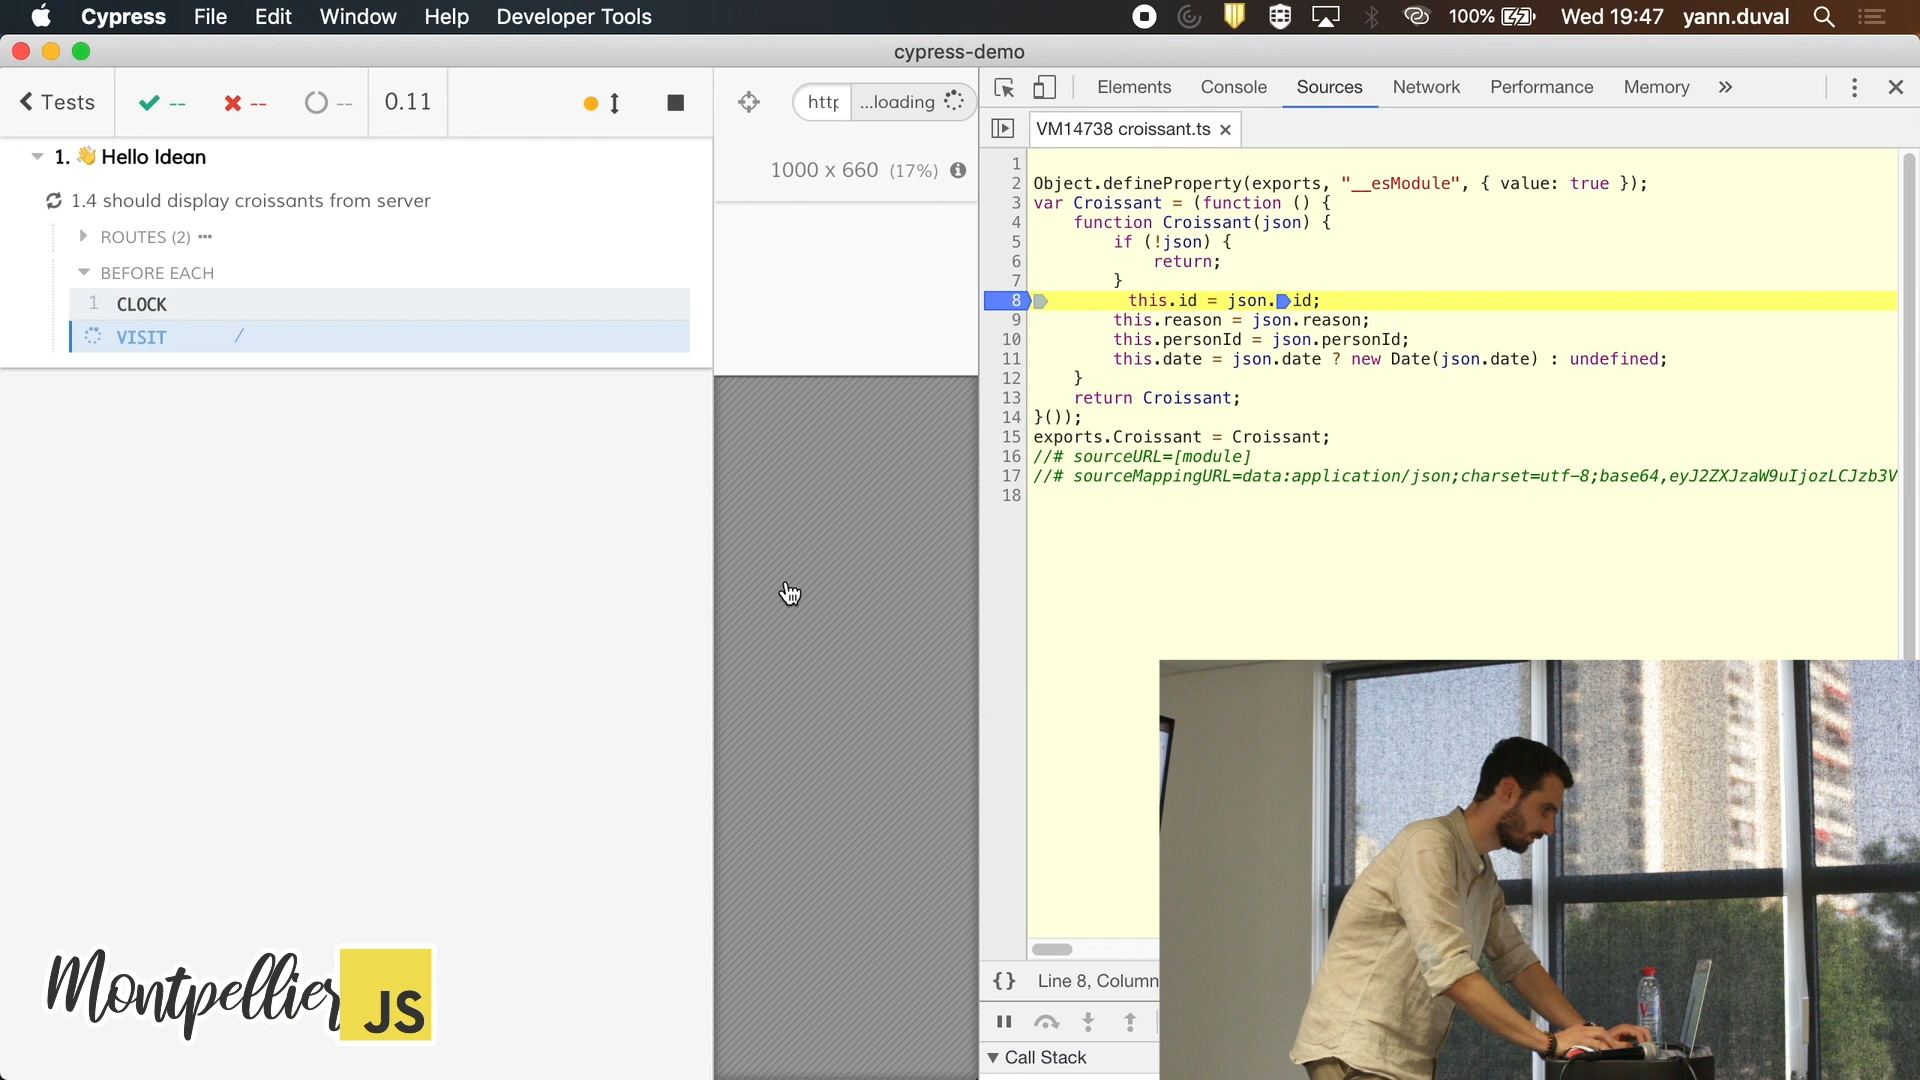 Cypress File Edit Window Help Developer Tools 100% Wed 19:47 yann.duval
cypress-demo
Tests -- -- -- 0.11
http ...loading
1000 x 660 (17%)
1. 👋 Hello Idean
1.4 should display croissants from server
ROUTES (2) •••
BEFORE EACH
1 CLOCK
VISIT /
Elements Console Sources Network Performance Memory »
VM14738 croissant.ts ×
1
2 Object.defineProperty(exports, "__esModule", { value: true });
3 var Croissant = (function () {
4 function Croissant(json) {
5 if (!json) {
6 return;
7 }
8 this.id = json.id;
9 this.reason = json.reason;
10 this.personId = json.personId;
11 this.date = json.date ? new Date(json.date) : undefined;
12 }
13 return Croissant;
14 }());
15 exports.Croissant = Croissant;
16 //# sourceURL=[module]
17 //# sourceMappingURL=data:application/json;charset=utf-8;base64,eyJ2ZXJzaW9uIjozLCJzb3V
18
{} Line 8, Column
Call Stack
Montpellier JS